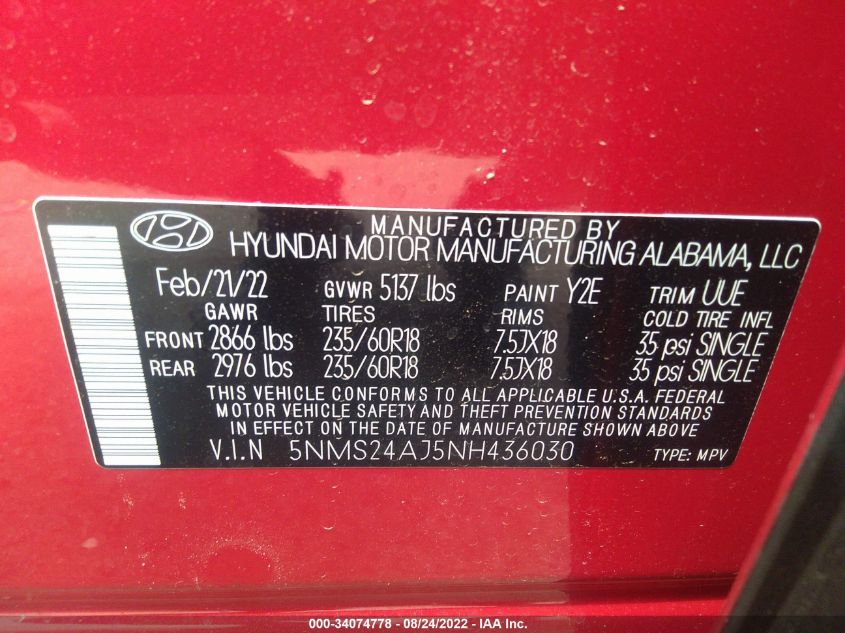 MANUFACTURED BY
HYUNDAI MOTOR MANUFACTURING ALABAMA, LLC
Feb/21/22 GVWR 5137 lbs PAINT Y2E TRIM UUE
GAWR TIRES RIMS COLD TIRE INFL
FRONT 2866 lbs 235/60R18 7.5JX18 35 psi SINGLE
REAR 2976 lbs 235/60R18 7.5JX18 35 psi SINGLE
THIS VEHICLE CONFORMS TO ALL APPLICABLE U.S.A. FEDERAL
MOTOR VEHICLE SAFETY AND THEFT PREVENTION STANDARDS
IN EFFECT ON THE DATE OF MANUFACTURE SHOWN ABOVE.
V.I.N 5NMS24AJ5NH436030 TYPE: MPV
000-34074778 - 08/24/2022 - IAA Inc.